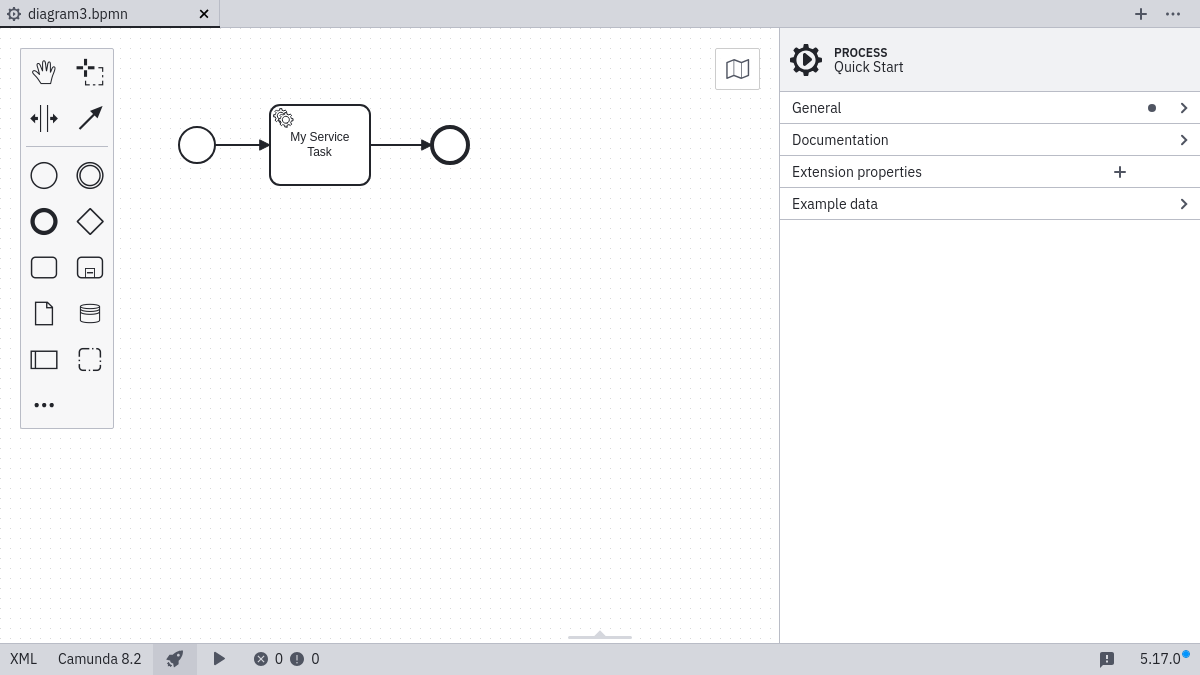 diagram3.bpmn
PROCESS
Quick Start
General
Documentation
Extension properties
Example data
My Service
Task
XML
Camunda 8.2
0
0
5.17.0